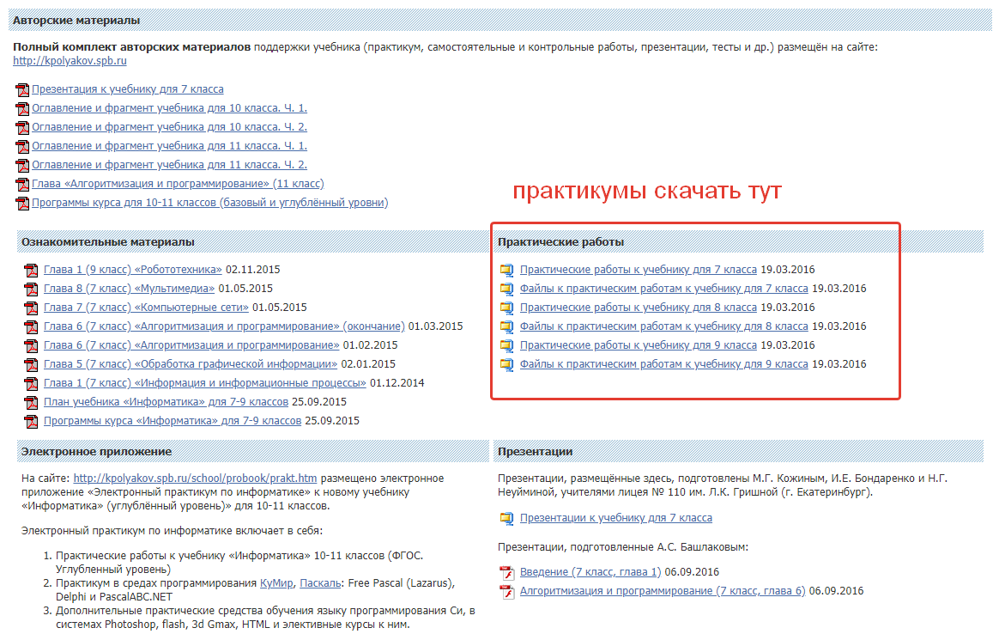 Авторские материалы
Полный комплект авторских материалов поддержки учебника (практикум, самостоятельные и контрольные работы, презентации, тесты и др.) размещён на сайте:
http://kpolyakov.spb.ru
Презентация к учебнику для 7 класса
Оглавление и фрагмент учебника для 10 класса. Ч. 1.
Оглавление и фрагмент учебника для 10 класса. Ч. 2.
Оглавление и фрагмент учебника для 11 класса. Ч. 1.
Оглавление и фрагмент учебника для 11 класса. Ч. 2.
Глава «Алгоритмизация и программирование» (11 класс)
Программы курса для 10-11 классов (базовый и углублённый уровни)
практикумы скачать тут
Ознакомительные материалы
Глава 1 (9 класс) «Робототехника» 02.11.2015
Глава 8 (7 класс) «Мультимедиа» 01.05.2015
Глава 7 (7 класс) «Компьютерные сети» 01.05.2015
Глава 6 (7 класс) «Алгоритмизация и программирование» (окончание) 01.03.2015
Глава 6 (7 класс) «Алгоритмизация и программирование» 01.02.2015
Глава 5 (7 класс) «Обработка графической информации» 02.01.2015
Глава 1 (7 класс) «Информация и информационные процессы» 01.12.2014
План учебника «Информатика» для 7-9 классов 25.09.2015
Программы курса «Информатика» для 7-9 классов 25.09.2015
Практические работы
Практические работы к учебнику для 7 класса 19.03.2016
Файлы к практическим работам к учебнику для 7 класса 19.03.2016
Практические работы к учебнику для 8 класса 19.03.2016
Файлы к практическим работам к учебнику для 8 класса 19.03.2016
Практические работы к учебнику для 9 класса 19.03.2016
Файлы к практическим работам к учебнику для 9 класса 19.03.2016
Электронное приложение
На сайте: http://kpolyakov.spb.ru/school/probook/prakt.htm размещено электронное
приложение «Электронный практикум по информатике» к новому учебнику
«Информатика» (углублённый уровень)» для 10-11 классов.
Электронный практикум по информатике включает в себя:
1. Практические работы к учебнику «Информатика» 10-11 классов (ФГОС.
Углубленный уровень)
2. Практикум в средах программирования КуМир, Паскаль: Free Pascal (Lazarus),
Delphi и PascalABC.NET
3. Дополнительные практические средства обучения языку программирования Си, в
системах Photoshop, flash, 3d Gmax, HTML и элективные курсы к ним.
Презентации
Презентации, размещённые здесь, подготовлены М.Г. Кожиным, И.Е. Бондаренко и Н.Г.
Неуйминой, учителями лицея № 110 им. Л.К. Гришной (г. Екатеринбург).
Презентации к учебнику для 7 класса
Презентации, подготовленные А.С. Башлаковым:
Введение (7 класс, глава 1) 06.09.2016
Алгоритмизация и программирование (7 класс, глава 6) 06.09.2016